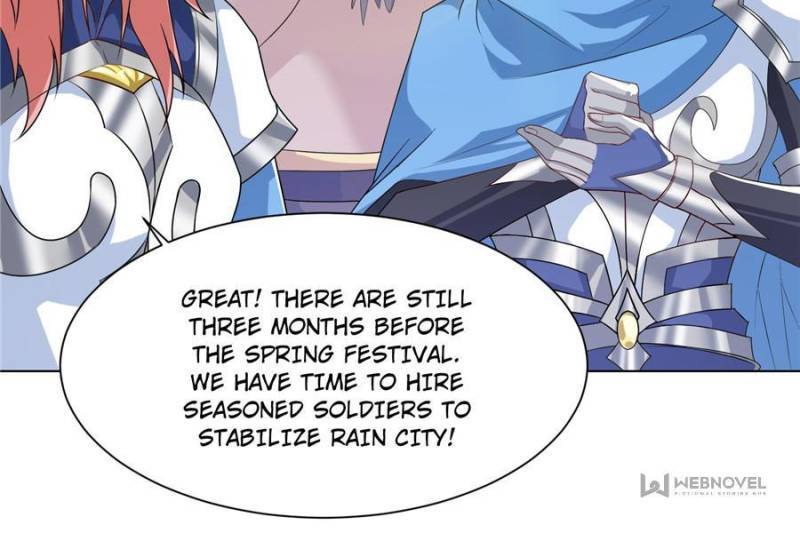 GREAT! THERE ARE STILL
THREE MONTHS BEFORE
THE SPRING FESTIVAL.
WE HAVE TIME TO HIRE
SEASONED SOLDIERS TO
STABILIZE RAIN CITY!
WEBNOVEL